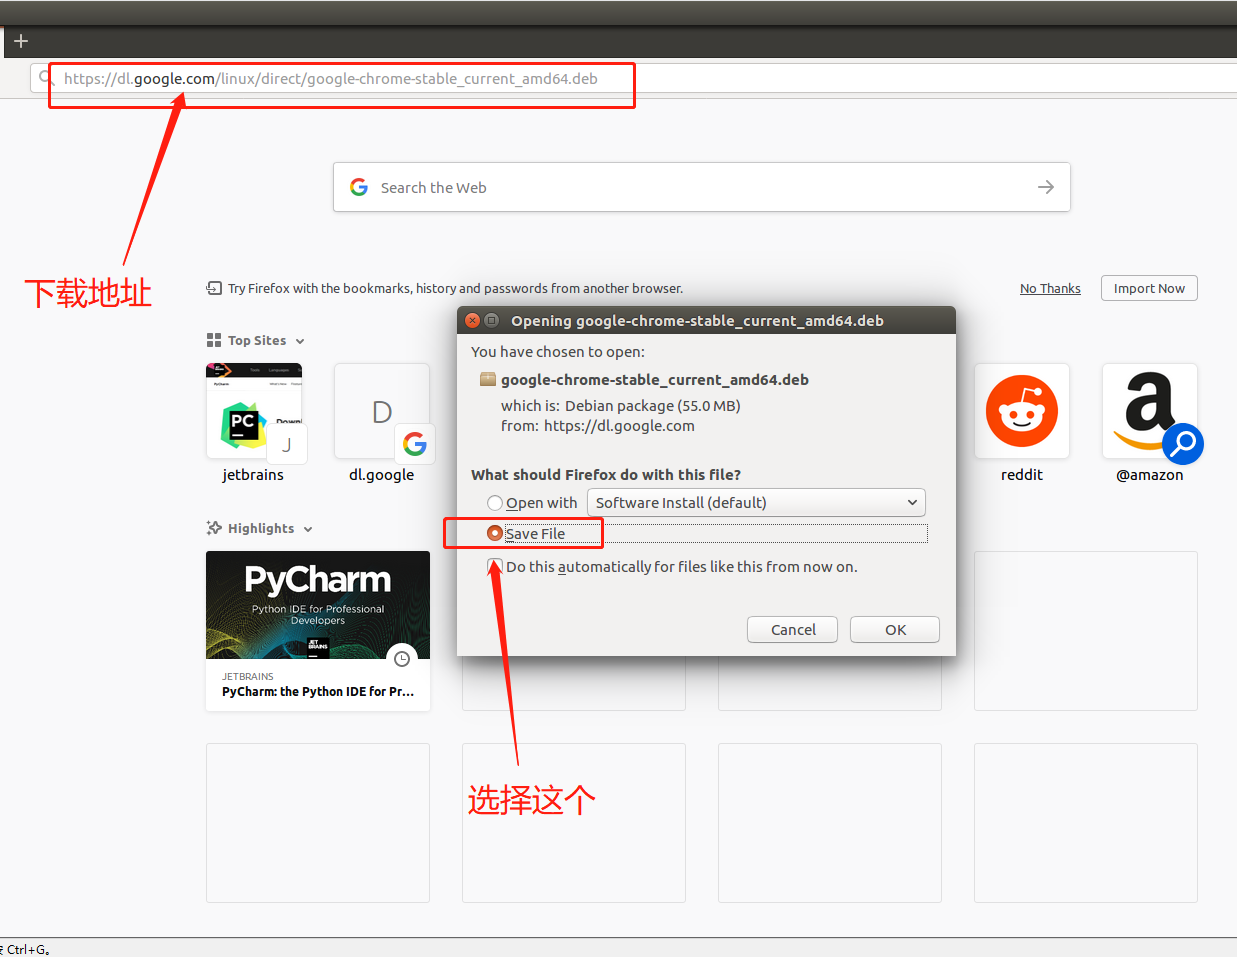 https://dl.google.com/linux/direct/google-chrome-stable_current_amd64.deb
Search the Web
下载地址
Try Firefox with the bookmarks, history and passwords from another browser.
No Thanks
Import Now
Opening google-chrome-stable_current_amd64.deb
You have chosen to open:
google-chrome-stable_current_amd64.deb
which is: Debian package (55.0 MB)
from: https://dl.google.com
What should Firefox do with this file?
Open with
Software Install (default)
Save File
Do this automatically for files like this from now on.
Cancel
OK
Top Sites
PyCharm
PC
J
D
jetbrains
dl.google
reddit
a
@amazon
Highlights
PyCharm
Python IDE for Professional
Developers
JET
BRAINS
JETBRAINS
PyCharm: the Python IDE for Pr...
选择这个
Ctrl+G。